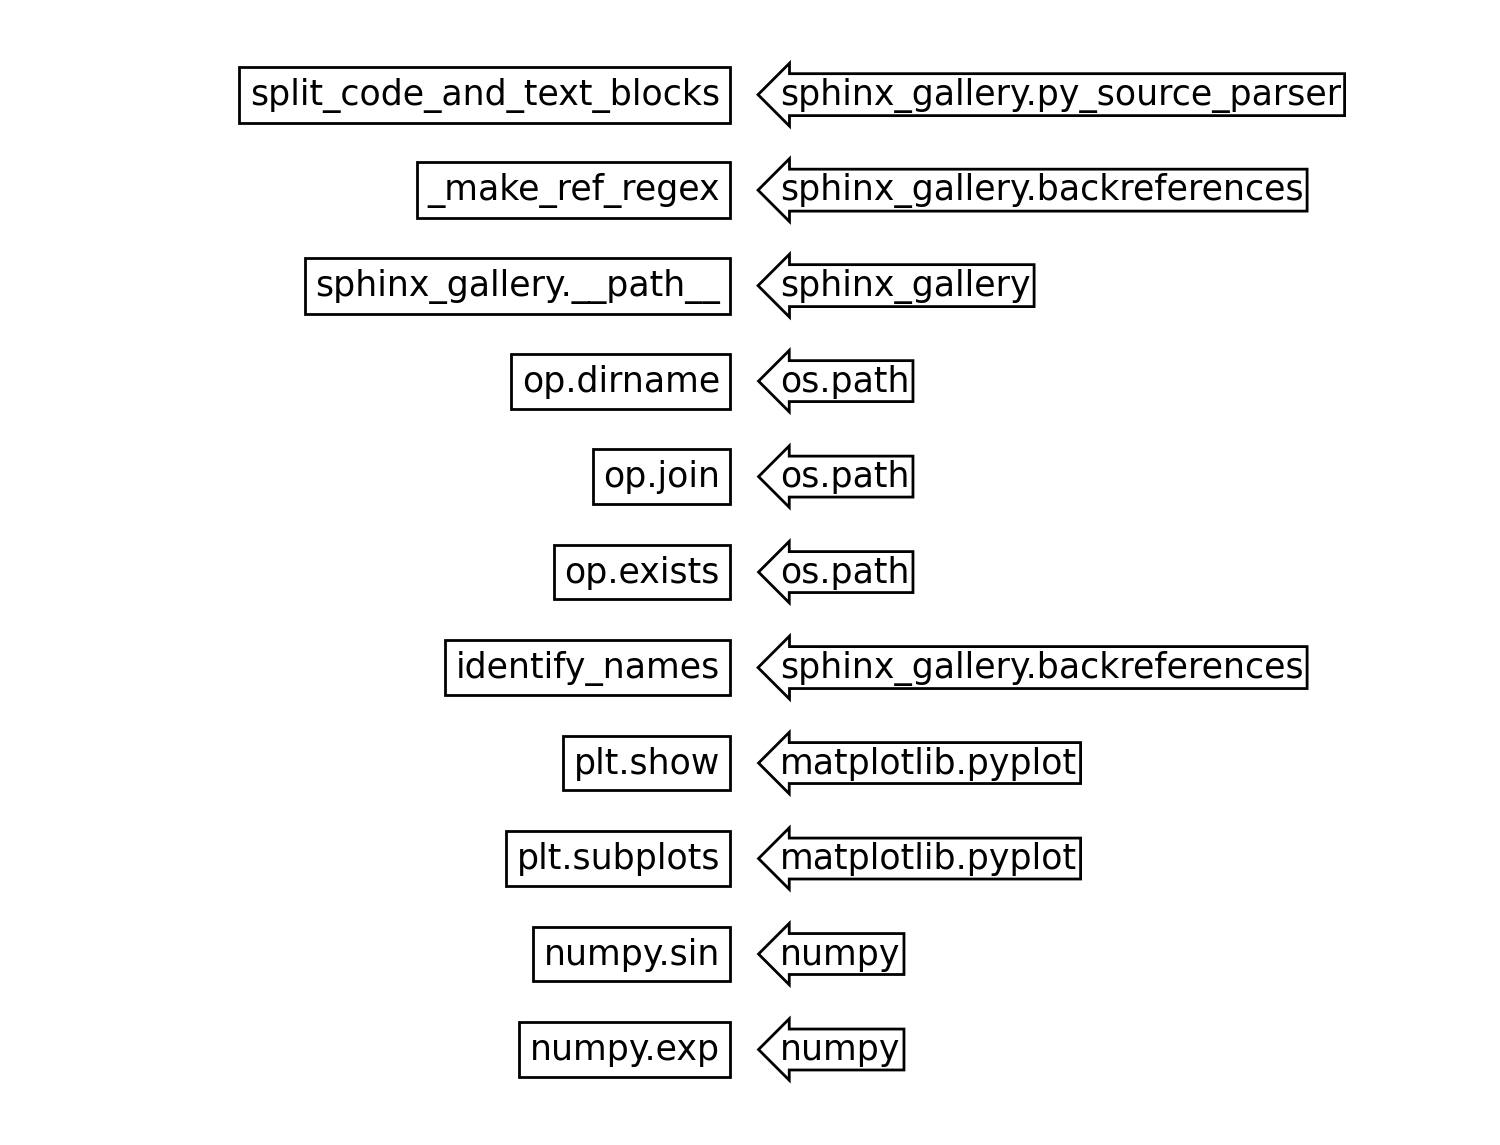 split_code_and_text_blocks sphinx_gallery.py_source_parser
_make_ref_regex sphinx_gallery.backreferences
sphinx_gallery.__path__ sphinx_gallery
op.dirname os.path
op.join os.path
op.exists os.path
identify_names sphinx_gallery.backreferences
plt.show matplotlib.pyplot
plt.subplots matplotlib.pyplot
numpy.sin numpy
numpy.exp numpy